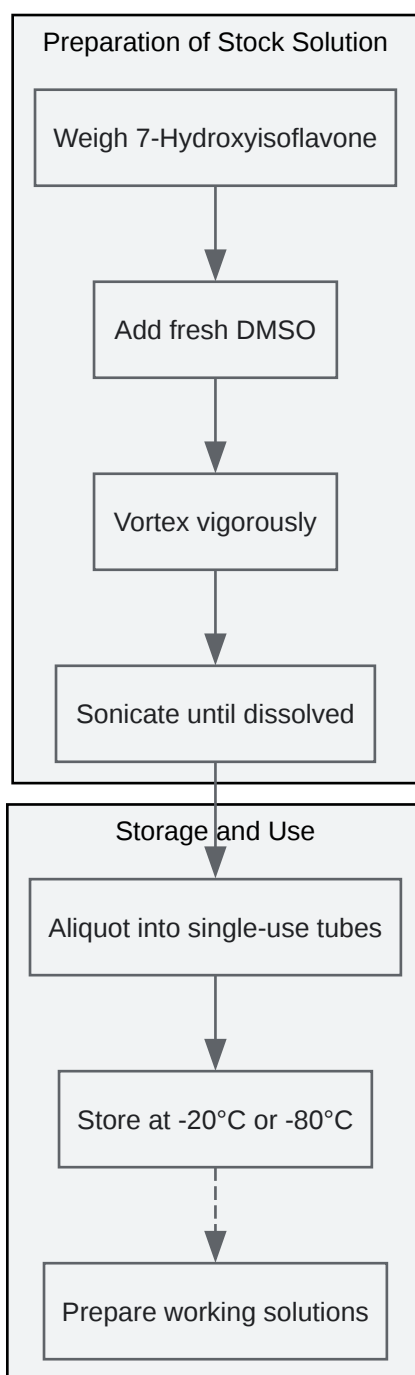 Preparation of Stock Solution
Weigh 7-Hydroxyisoflavone
Add fresh DMSO
Vortex vigorously
Sonicate until dissolved
Storage and Use
Aliquot into single-use tubes
Store at -20°C or -80°C
Prepare working solutions